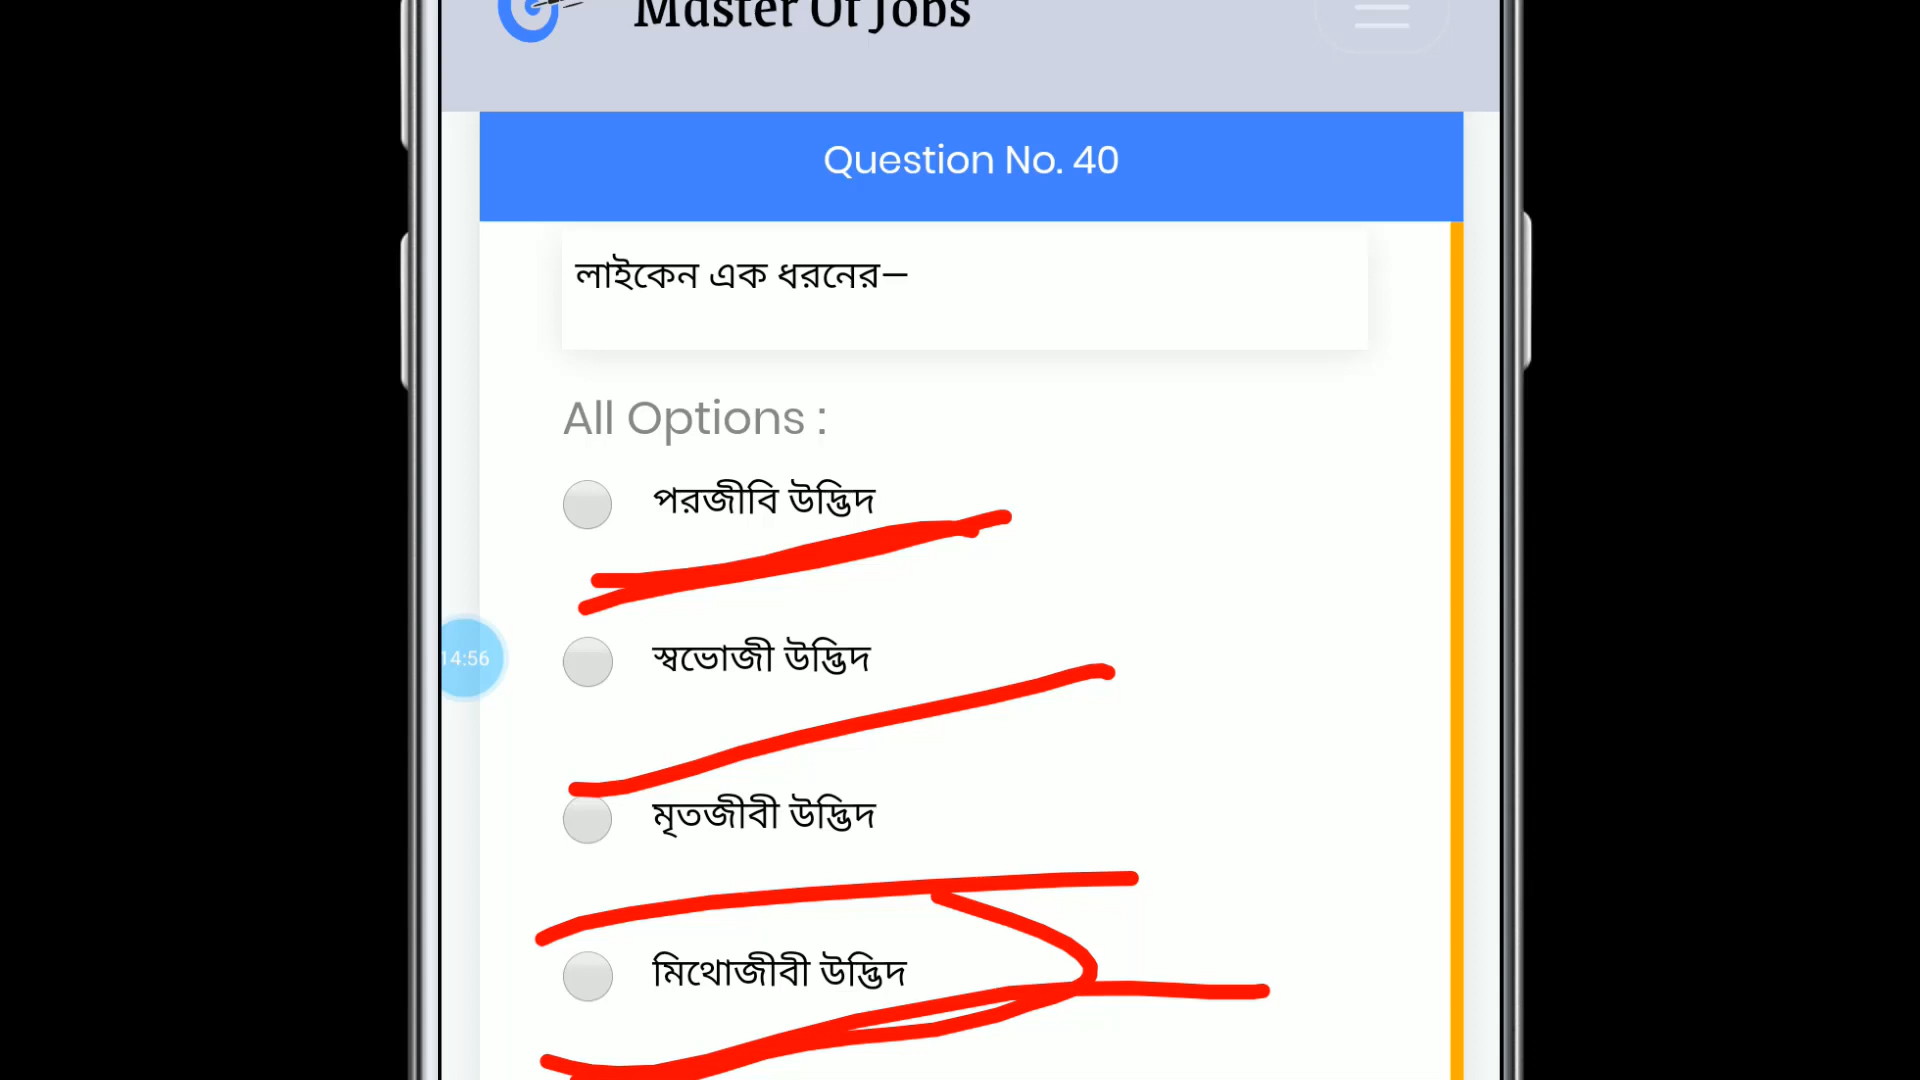 Master Of Jobs
Question No. 40
লাইকেন এক ধরনের—
All Options :
পরজীবি উদ্ভিদ
স্বভোজী উদ্ভিদ
14:56
মৃতজীবী উদ্ভিদ
মিথোজীবী উদ্ভিদ